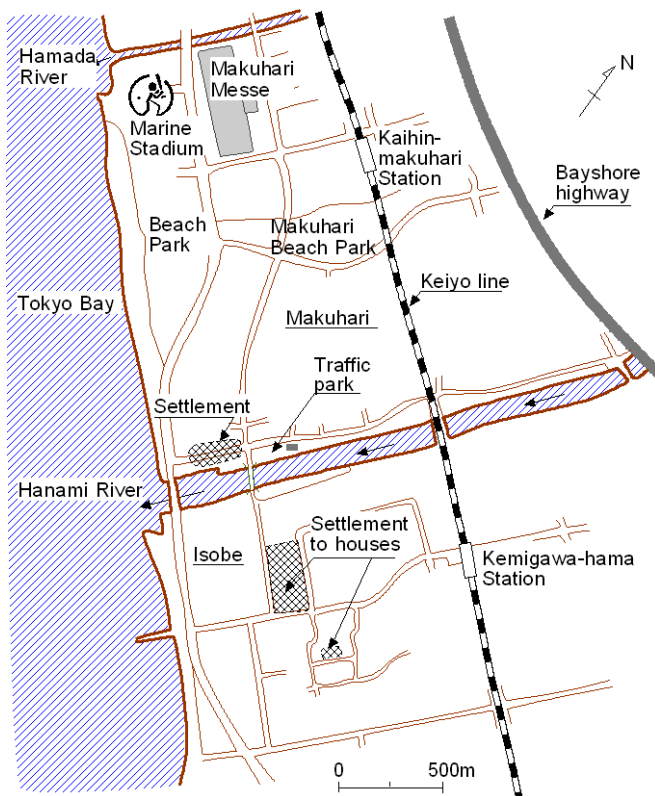 Hamada
River
Makuhari
Messe
N
Marine
Stadium
Kaihin-
makuhari
Station
Bayshore
highway
Beach
Park
Makuhari
Beach Park
Keiyo line
Tokyo Bay
Makuhari
Traffic
park
Settlement
Hanami River
Settlement
to houses
Isobe
Kemigawa-hama
Station
0 500m